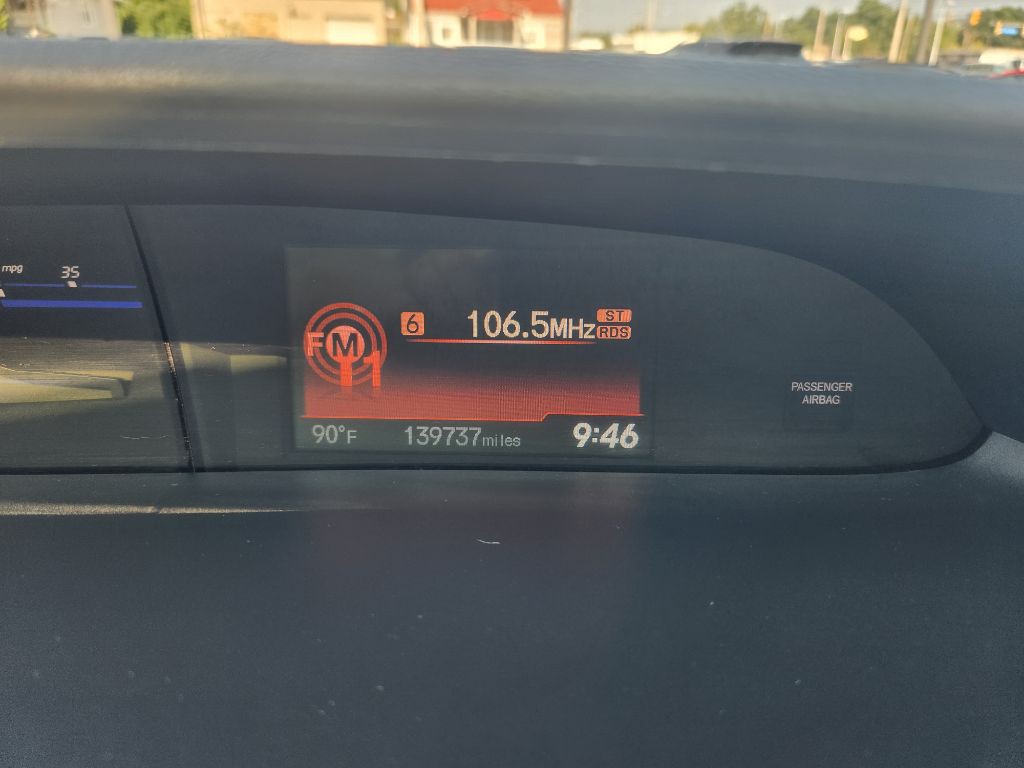 mpg 35
FM 1
6 106.5MHz ST
RDS
90°F 139737miles 9:46
PASSENGER
AIRBAG